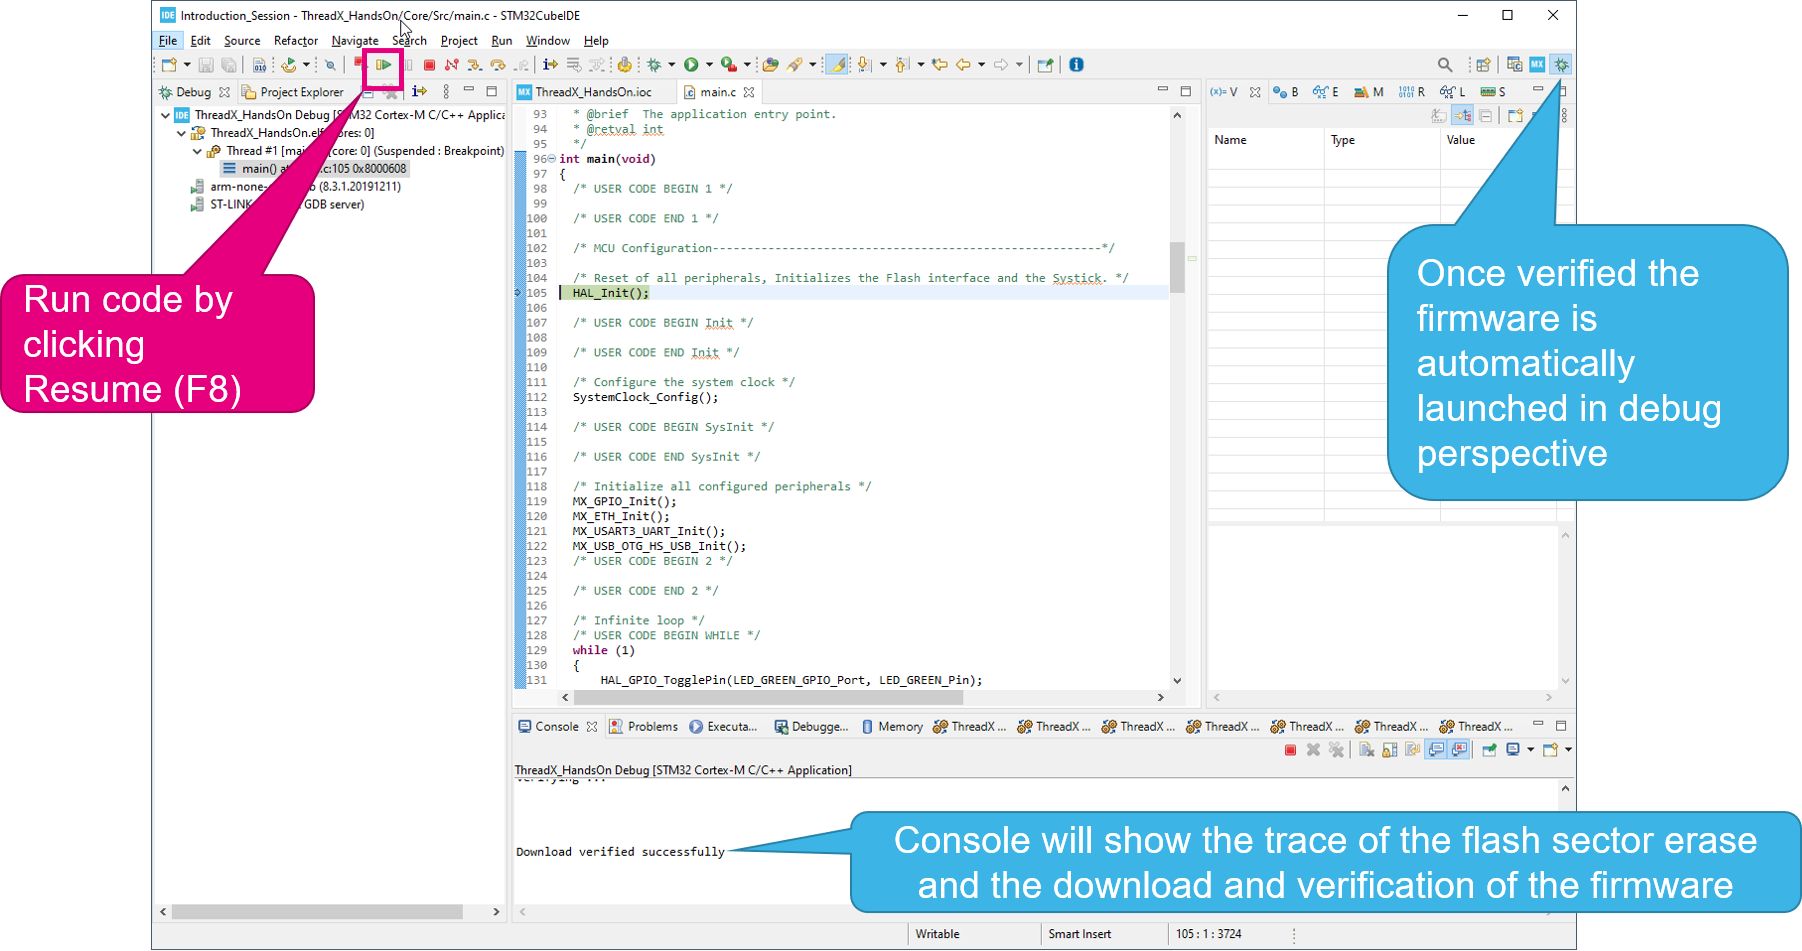 IDE Introduction_Session - ThreadX_HandsOn/Core/Src/main.c - STM32CubeIDE
File Edit Source Refactor Navigate Search Project Run Window Help
Debug Project Explorer
ThreadX_HandsOn Debug [ST M32 Cortex-M C/C++ Applica
ThreadX_HandsOn.elf ores: 0]
Thread #1 [mai [core: 0] (Suspended : Breakpoint)
main() at .c:105 0x8000608
arm-none- b (8.3.1.20191211)
ST-LINK GDB server)
Run code by
clicking
Resume (F8)
MX ThreadX_HandsOn.ioc main.c
93 * @brief The application entry point.
94 * @retval int
95 */
96 int main(void)
97 {
98 /* USER CODE BEGIN 1 */
99
100 /* USER CODE END 1 */
101
102 /* MCU Configuration--------------------------------------------------------*/
103
104 /* Reset of all peripherals, Initializes the Flash interface and the Systick. */
105 HAL_Init();
106
107 /* USER CODE BEGIN Init */
108
109 /* USER CODE END Init */
110
111 /* Configure the system clock */
112 SystemClock_Config();
113
114 /* USER CODE BEGIN SysInit */
115
116 /* USER CODE END SysInit */
117
118 /* Initialize all configured peripherals */
119 MX_GPIO_Init();
120 MX_ETH_Init();
121 MX_USART3_UART_Init();
122 MX_USB_OTG_HS_USB_Init();
123 /* USER CODE BEGIN 2 */
124
125 /* USER CODE END 2 */
126
127 /* Infinite loop */
128 /* USER CODE BEGIN WHILE */
129 while (1)
130 {
131 HAL_GPIO_TogglePin(LED_GREEN_GPIO_Port, LED_GREEN_Pin);
(x)= V B E M R L S
Name Type Value
Once verified the
firmware is
automatically
launched in debug
perspective
Console Problems Executa... Debugge... Memory ThreadX ... ThreadX ... ThreadX ... ThreadX ... ThreadX ... ThreadX ... ThreadX ...
ThreadX_HandsOn Debug [STM32 Cortex-M C/C++ Application]
Verifying ...
Download verified successfully
Console will show the trace of the flash sector erase
and the download and verification of the firmware
Writable Smart Insert 105 : 1 : 3724